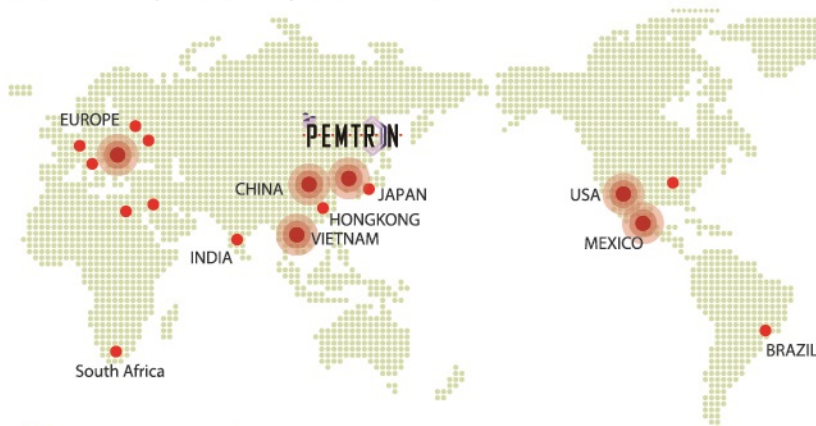 EUROPE
PEMTRON
CHINA
JAPAN
USA
HONGKONG
VIETNAM
MEXICO
INDIA
BRAZIL
South Africa